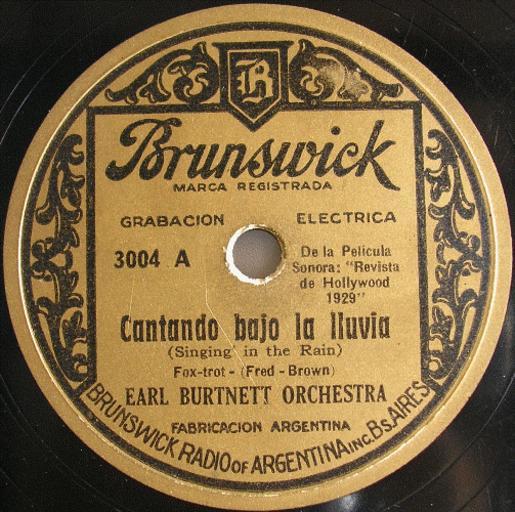 B
Brunswick
MARCA REGISTRADA
GRABACION ELECTRICA
3004 A
De la Pelicula
Sonora: "Revista
de Hollywood
1929"
Cantando bajo la lluvia
(Singing in the Rain)
Fox-trot - (Fred - Brown)
EARL BURTNETT ORCHESTRA
FABRICACION ARGENTINA
BRUNSWICK RADIO OF ARGENTINA INC. Bs. AIRES